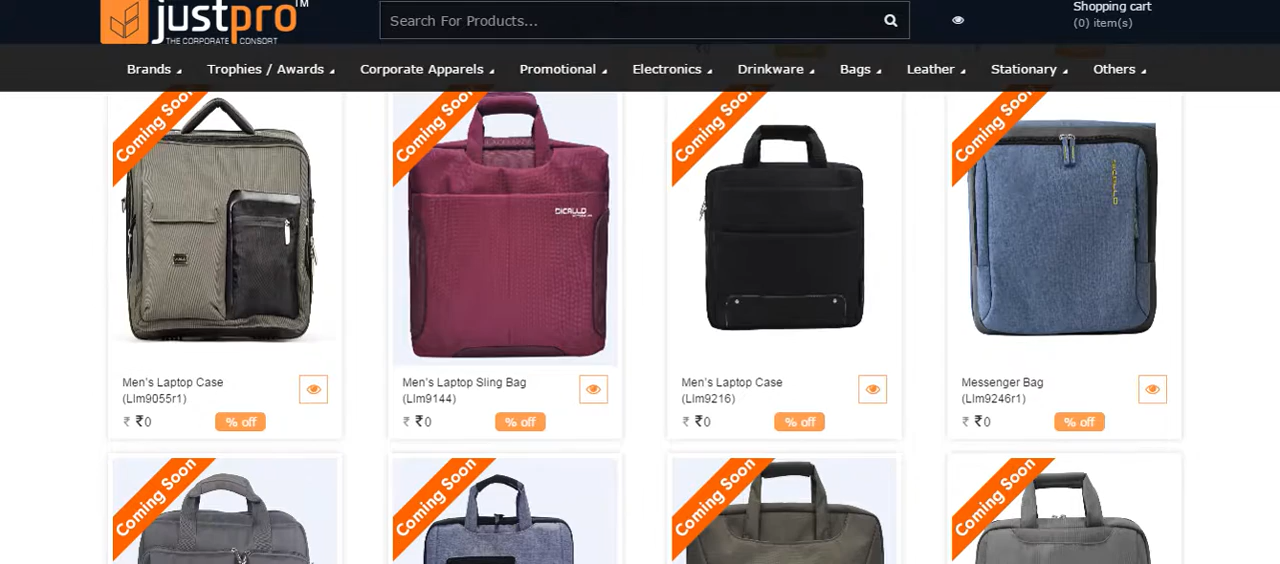 justpro™
THE CORPORATE CONSORT
Search For Products...
Shopping cart
(0) item(s)
₹0
Brands
Trophies / Awards
Corporate Apparels
Promotional
Electronics
Drinkware
Bags
Leather
Stationary
Others
Coming Soon
Coming Soon
Coming Soon
Coming Soon
DICALLO
Men's Laptop Case
(Llm9055r1)
₹ ₹0
% off
Men's Laptop Sling Bag
(Llm9144)
₹ ₹0
% off
Men's Laptop Case
(Llm9216)
₹ ₹0
% off
Messenger Bag
(Llm9246r1)
₹ ₹0
% off
Coming Soon
Coming Soon
Coming Soon
Coming Soon